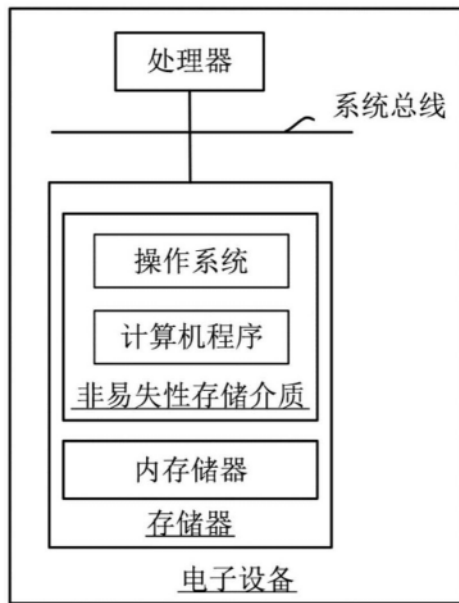 处理器
系统总线
操作系统
计算机程序
非易失性存储介质
内存储器
存储器
电子设备